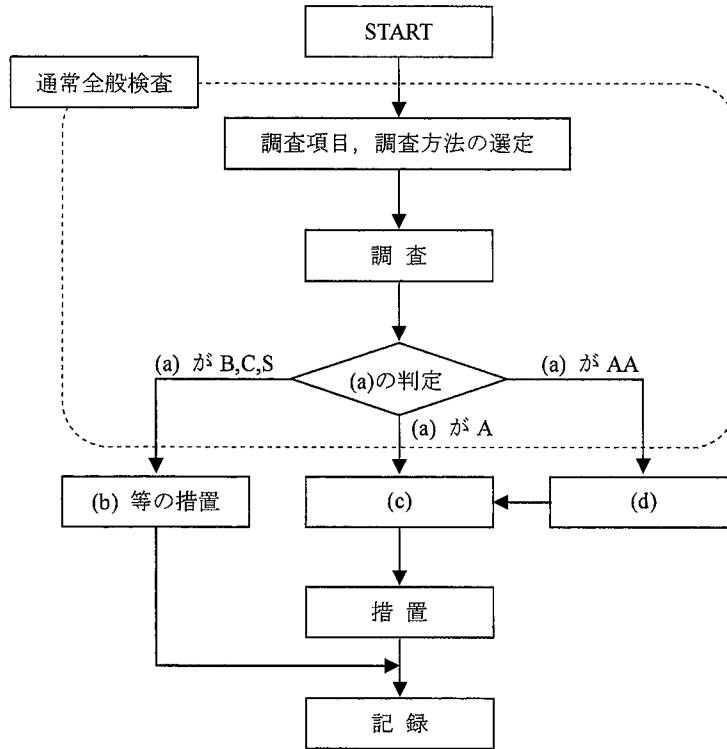 START
通常全般検査
調査項目，調査方法の選定
調 査
(a) が B,C,S
(a)の判定
(a) が AA
(a) が A
(b) 等の措置
(c)
(d)
措 置
記 録